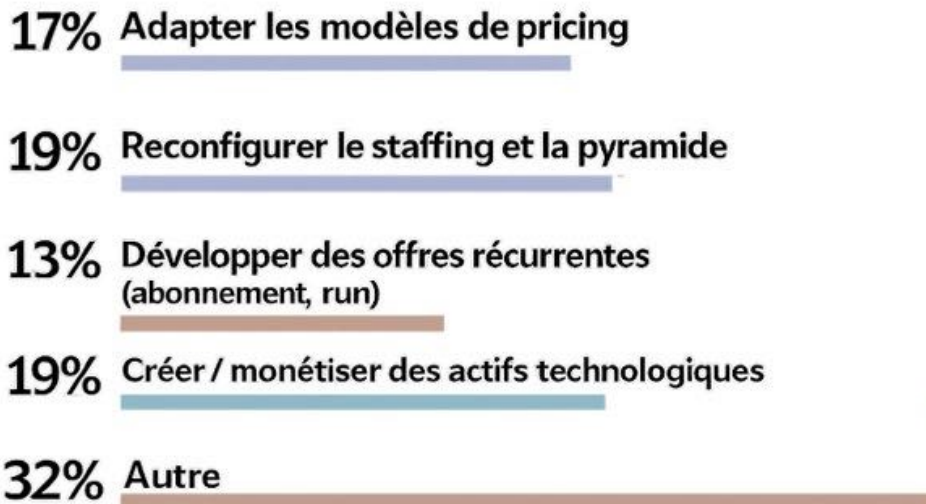 17% Adapter les modèles de pricing
19% Reconfigurer le staffing et la pyramide
13% Développer des offres récurrentes
(abonnement, run)
19% Créer / monétiser des actifs technologiques
32% Autre